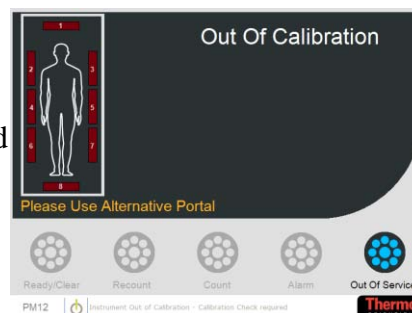 d
1
Out Of Calibration
2 3
4 5
6 7
8
Please Use Alternative Portal
Ready/Clear Recount Count Alarm Out Of Service
PM12 Instrument Out of Calibration - Calibration Check required Thermo